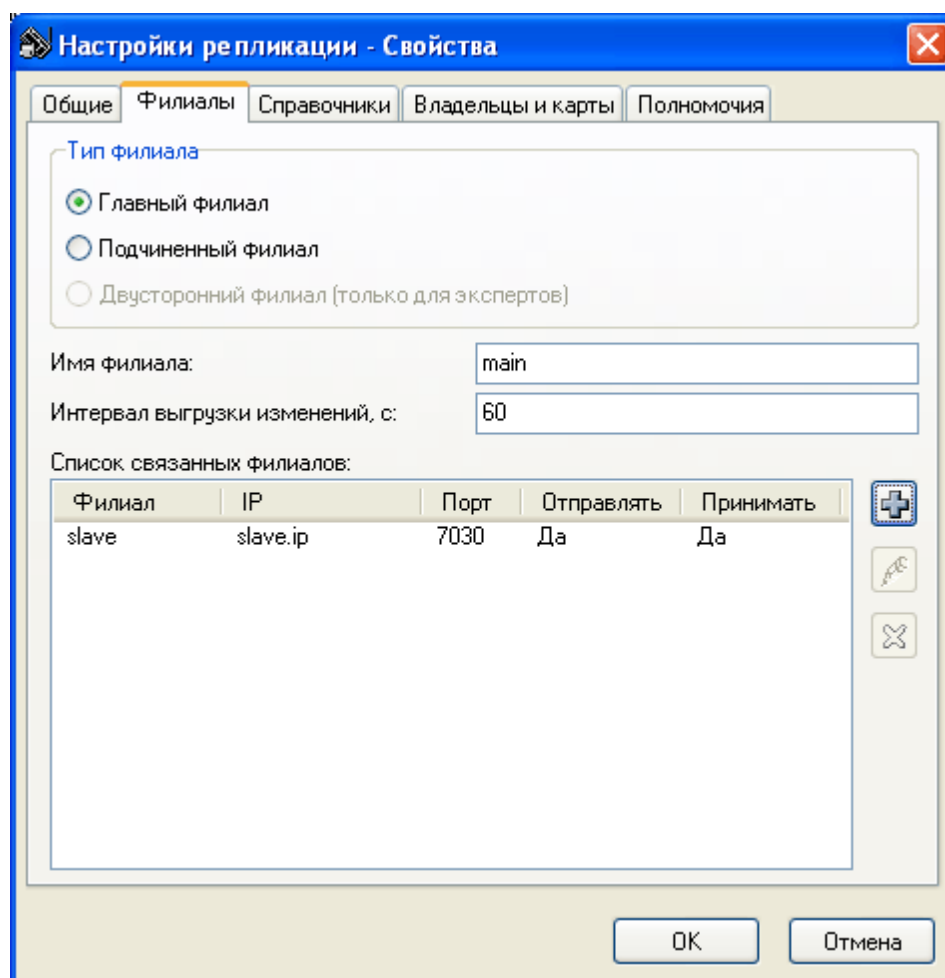 Настройки репликации - Свойства
Общие Филиалы Справочники Владельцы и карты Полномочия
Тип филиала
Главный филиал
Подчиненный филиал
Двусторонний филиал (только для экспертов)
Имя филиала: main
Интервал выгрузки изменений, с: 60
Список связанных филиалов:
Филиал IP Порт Отправлять Принимать
slave slave.ip 7030 Да Да
OK Отмена